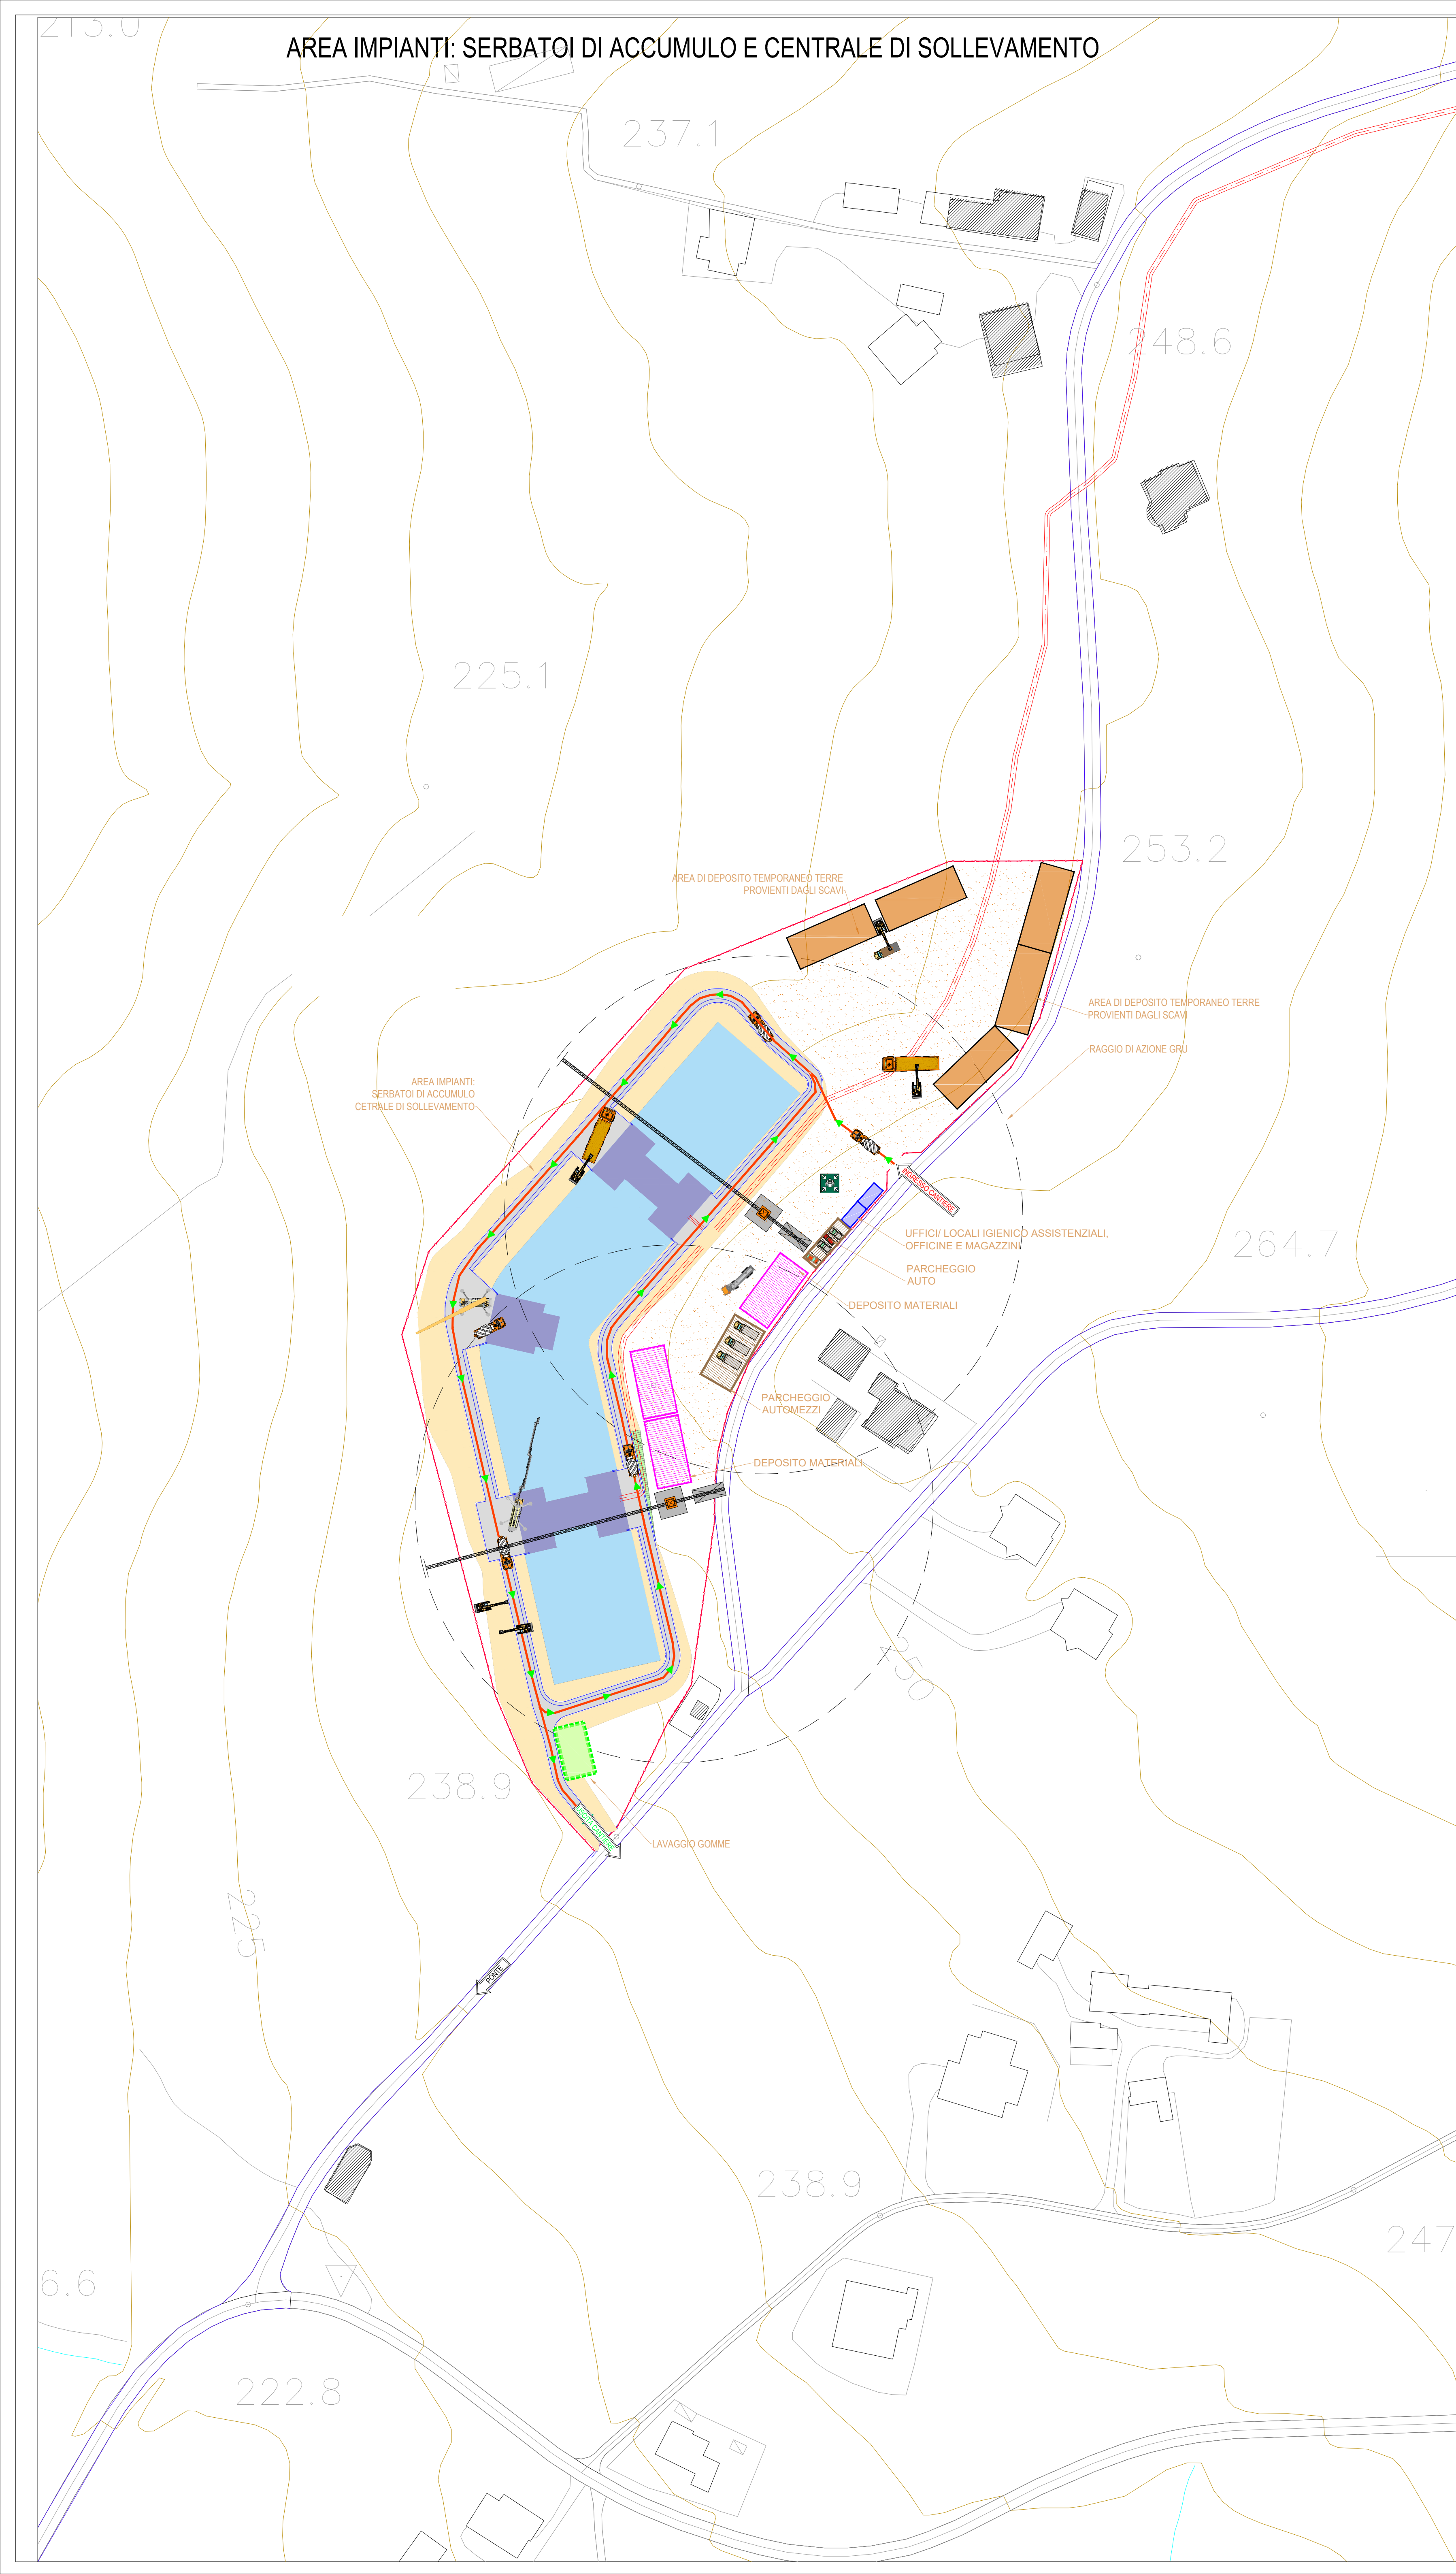 213.0
AREA IMPIANTI: SERBATOI DI ACCUMULO E CENTRALE DI SOLLEVAMENTO
237.1
248.6
225.1
253.2
AREA DI DEPOSITO TEMPORANEO TERRE
PROVIENTI DAGLI SCAVI
AREA DI DEPOSITO TEMPORANEO TERRE
PROVIENTI DAGLI SCAVI
RAGGIO DI AZIONE GRU
AREA IMPIANTI:
SERBATOI DI ACCUMULO
CETRALE DI SOLLEVAMENTO
INGRESSO CANTIERE
UFFICI/ LOCALI IGIENICO ASSISTENZIALI,
OFFICINE E MAGAZZINI
264.7
PARCHEGGIO
AUTO
DEPOSITO MATERIALI
PARCHEGGIO
AUTOMEZZI
DEPOSITO MATERIALI
250
238.9
USCITA CANTIERE
LAVAGGIO GOMME
225
PONTE
238.9
247
6.6
222.8